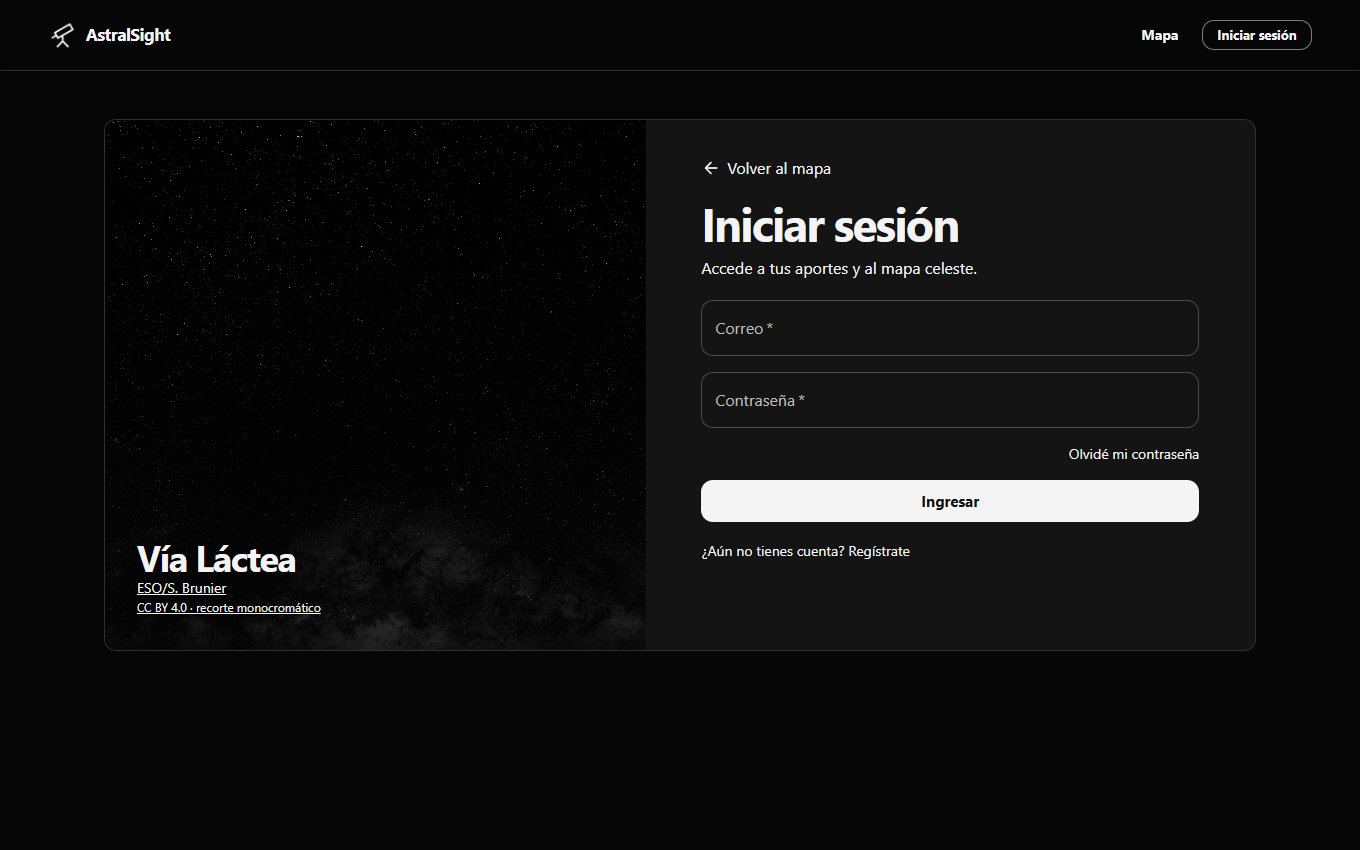 AstralSight
Mapa
Iniciar sesión
Volver al mapa
Iniciar sesión
Accede a tus aportes y al mapa celeste.
Correo *
Contraseña *
Olvidé mi contraseña
Ingresar
¿Aún no tienes cuenta? Regístrate
Vía Láctea
ESO/S. Brunier
CC BY 4.0 · recorte monocromático